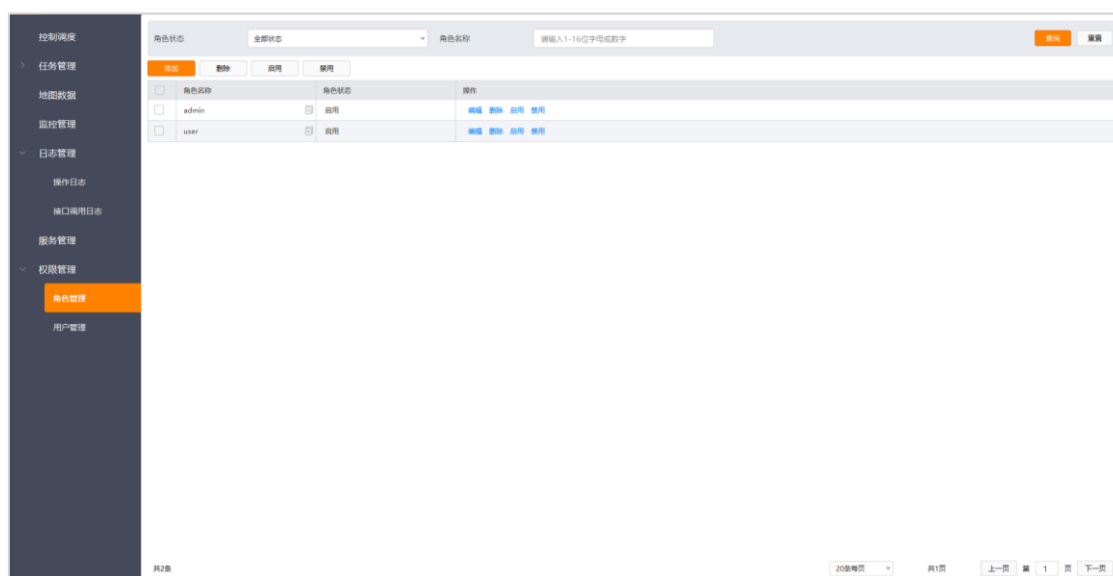 控制调度
任务管理
地图数据
监控管理
日志管理
操作日志
接口调用日志
服务管理
权限管理
角色管理
用户管理
角色状态 全部状态 角色名称 请输入1-16位字母或数字 查询 重置
添加 删除 启用 禁用
角色名称 角色状态 操作
admin 启用 编辑 删除 启用 禁用
user 启用 编辑 删除 启用 禁用
共2条 20条每页 共1页 上一页 第 1 页 下一页